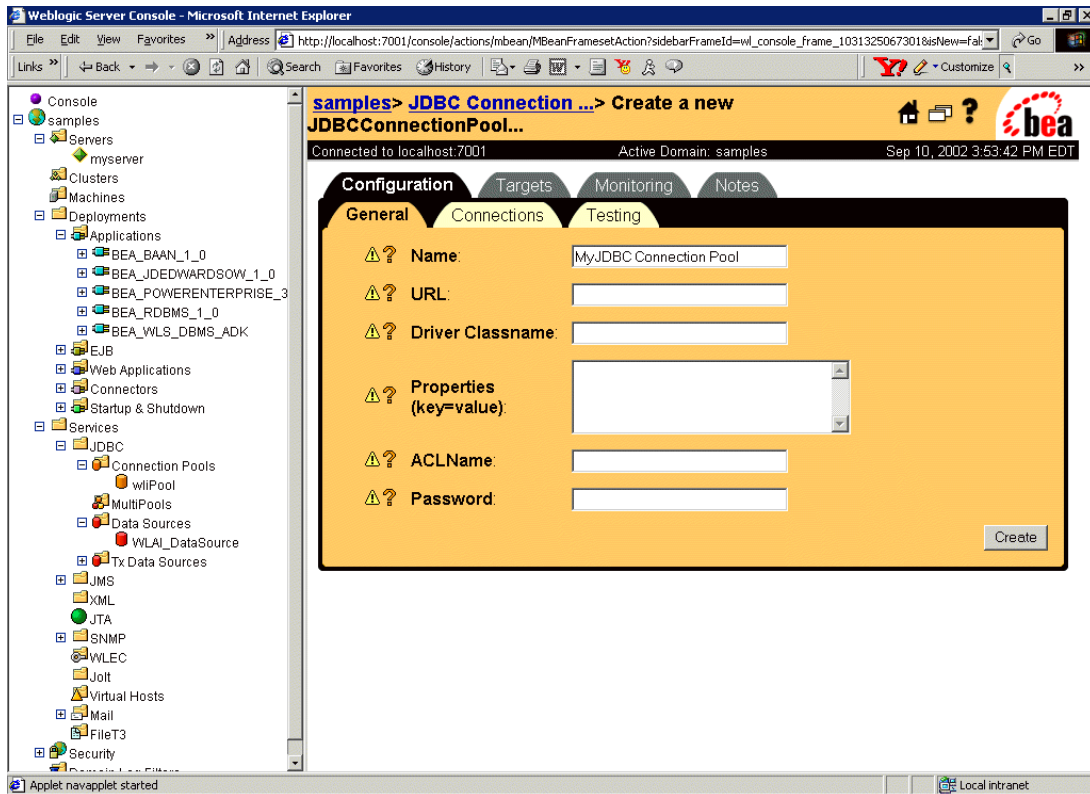 Weblogic Server Console - Microsoft Internet Explorer
File Edit View Favorites » Address http://localhost:7001/console/actions/mbean/MBeanFramesetAction?sidebarFrameId=wl_console_frame_1031325067301&isNew=fal Go
Links » Back Search Favorites History Customize »
Console
samples
Servers
myserver
Clusters
Machines
Deployments
Applications
BEA_BAAN_1_0
BEA_JDEDWARDSOW_1_0
BEA_POWERENTERPRISE_3
BEA_RDBMS_1_0
BEA_WLS_DBMS_ADK
EJB
Web Applications
Connectors
Startup & Shutdown
Services
JDBC
Connection Pools
wliPool
MultiPools
Data Sources
WLAI_DataSource
Tx Data Sources
JMS
XML
JTA
SNMP
WLEC
Jolt
Virtual Hosts
Mail
FileT3
Security
samples> JDBC Connection ...> Create a new
JDBCConnectionPool...
bea
Connected to localhost:7001 Active Domain: samples Sep 10, 2002 3:53:42 PM EDT
Configuration Targets Monitoring Notes
General Connections Testing
? Name: MyJDBC Connection Pool
? URL:
? Driver Classname:
? Properties
(key=value):
? ACLName:
? Password:
Create
Applet navapplet started Local intranet